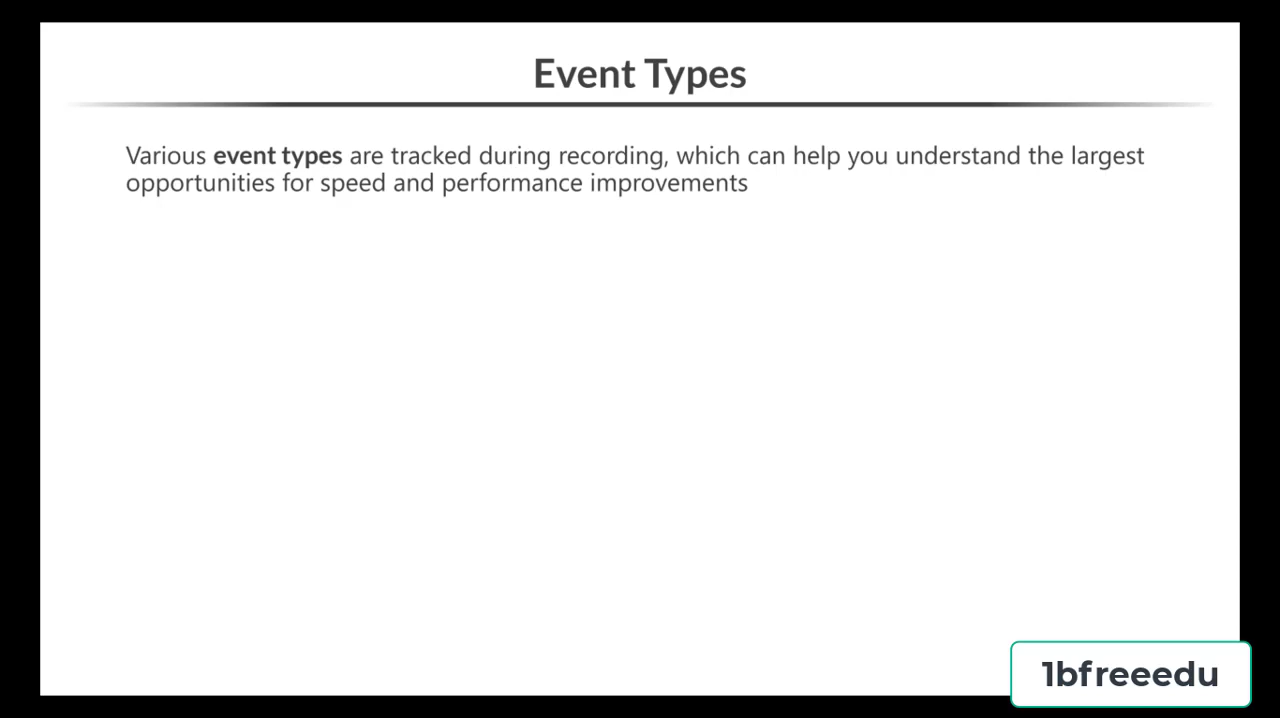 Event Types
Various event types are tracked during recording, which can help you understand the largest
opportunities for speed and performance improvements
1bfreeedu